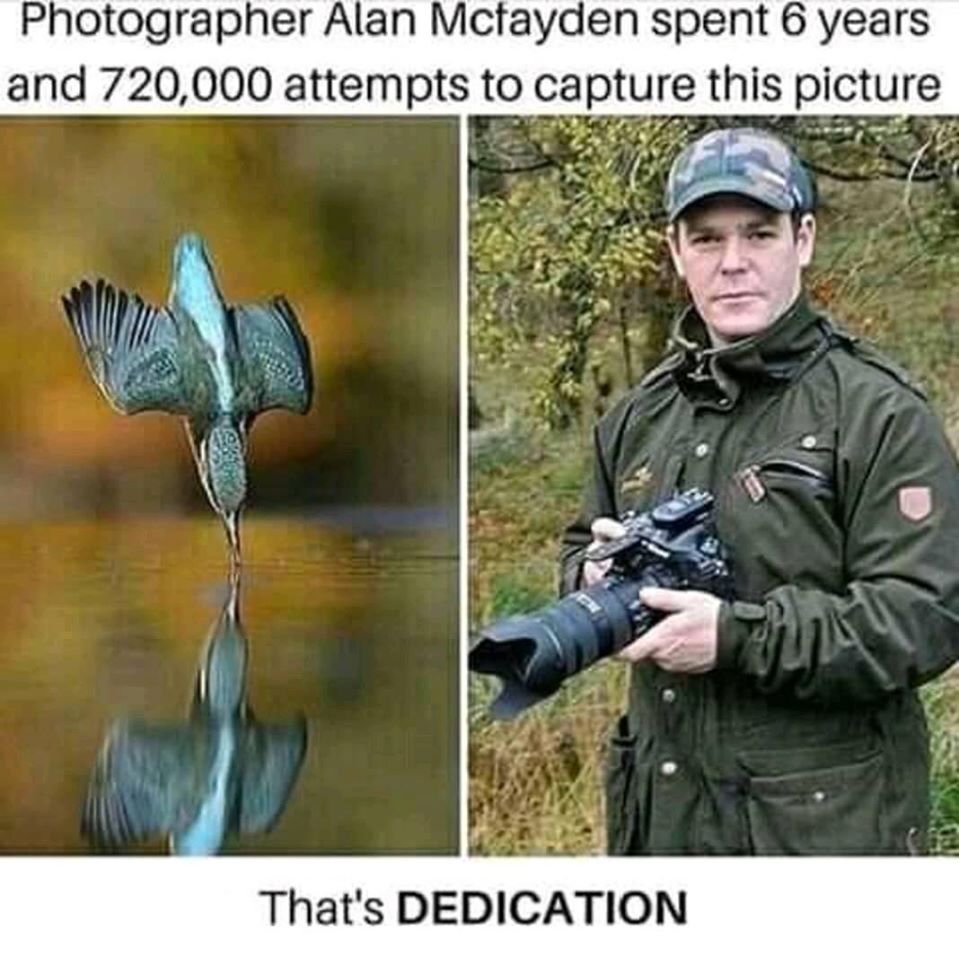 Photographer Alan Mcfayden spent 6 years
and 720,000 attempts to capture this picture
That's DEDICATION